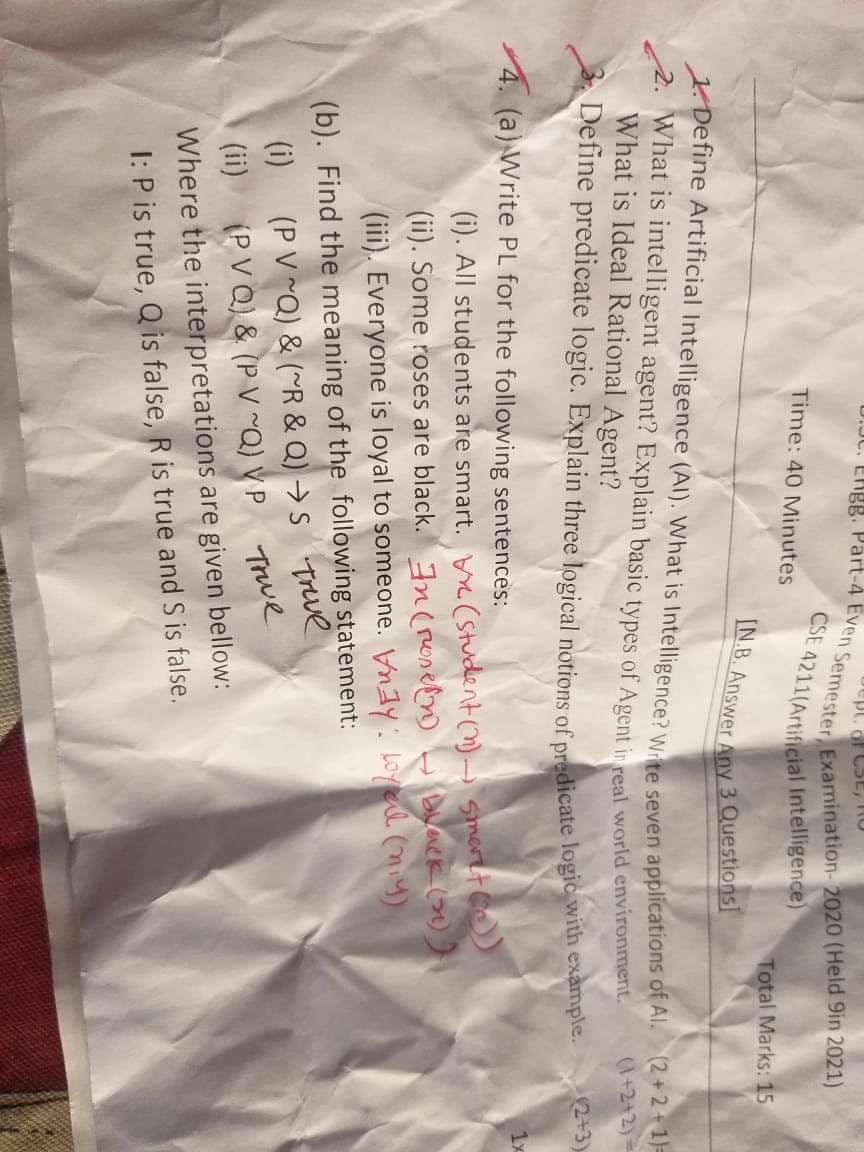 Engg. Part-4 Even Semester, Examination- 2020 (Held 9in 2021)
CSE 4211(Artificial Intelligence)
Time: 40 Minutes
Total Marks: 15
[N.B. Answer Any 3 Questions]
1. Define Artificial Intelligence (AI). What is Intelligence? Write seven applications of AI. (2 + 2 + 1)=
2. What is intelligent agent? Explain basic types of Agent in real world environment. (1+2+2) =
What is Ideal Rational Agent?
3. Define predicate logic. Explain three logical notions of predicate logic with example. (2+3)
4. (a) Write PL for the following sentences: 1x
(i). All students are smart. ∀x (student(x) → smart(x))
(ii). Some roses are black. ∃x (rose(x) → black(x))
(iii). Everyone is loyal to someone. ∀x∃y : loyal (x,y)
(b). Find the meaning of the following statement:
(i) (P V ~Q) & (~R & Q) → S True
(ii) (P V Q) & (P V ~Q) V P True
Where the interpretations are given bellow:
I: P is true, Q is false, R is true and S is false.